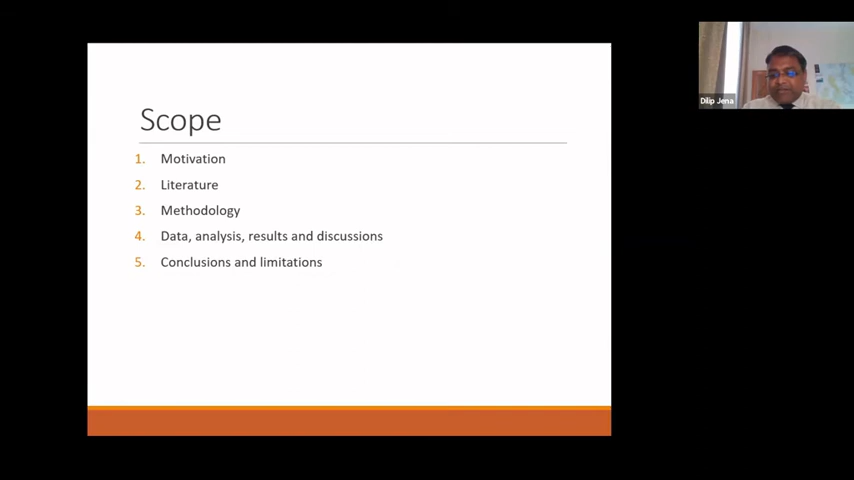 Scope
1. Motivation
2. Literature
3. Methodology
4. Data, analysis, results and discussions
5. Conclusions and limitations
Dilip Jena